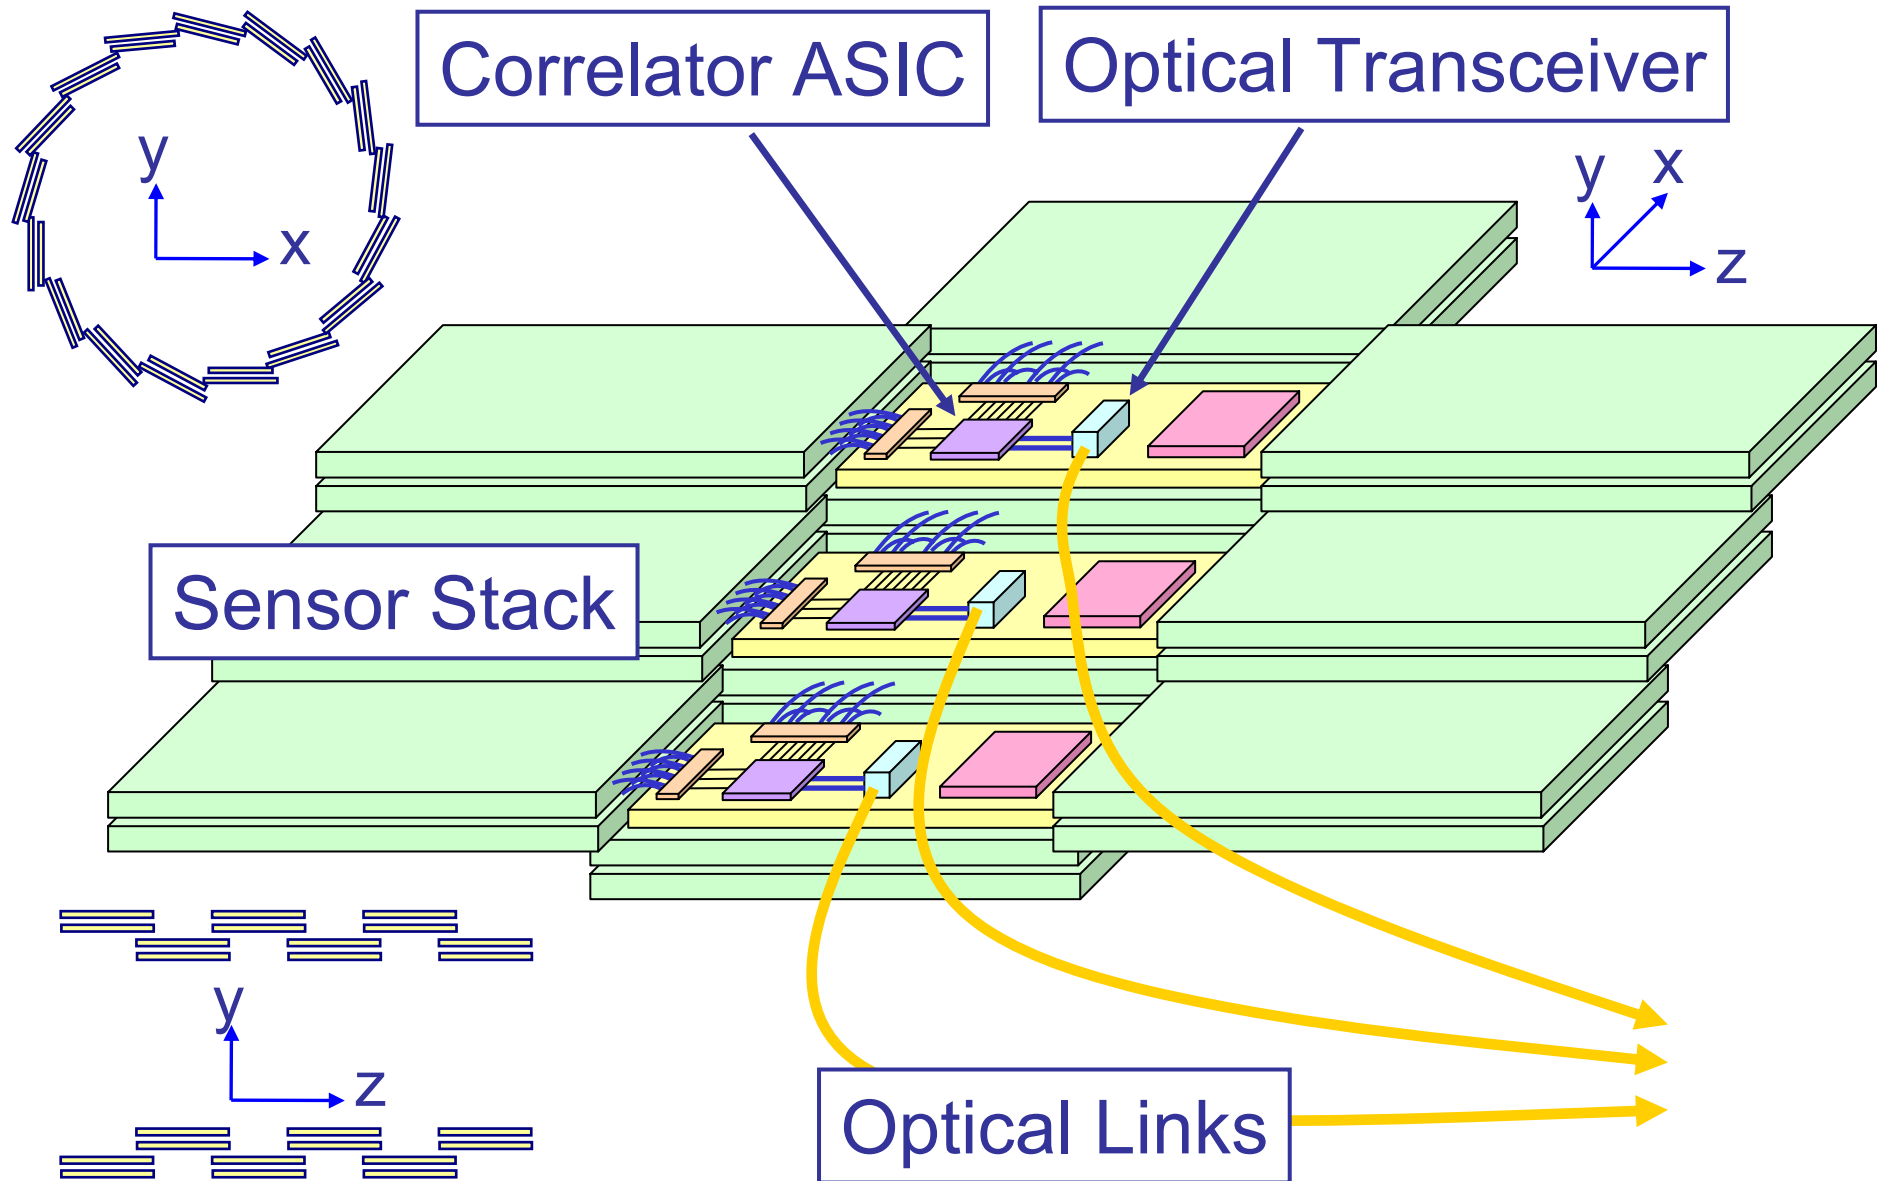 Correlator ASIC
Optical Transceiver
y
x
y
x
z
Sensor Stack
y
z
Optical Links